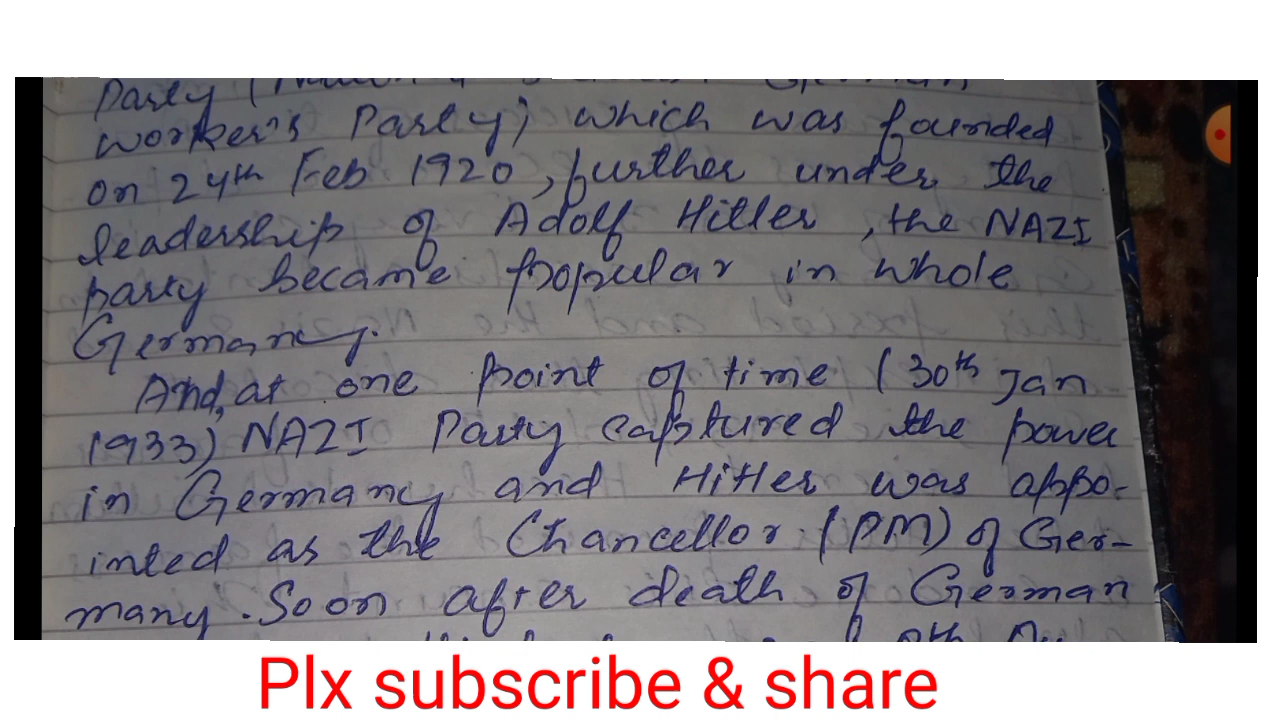 Party (
worker's Party) which was founded
on 24th Feb 1920, further under the
leadership of Adolf Hitler, the NAZI
party became popular in whole
Germany.
And, at one point of time (30th Jan
1933) NAZI Party captured the power
in Germany and Hitler was appo-
inted as the Chancellor (PM) of Ger-
many. Soon after death of German
Plx subscribe & share